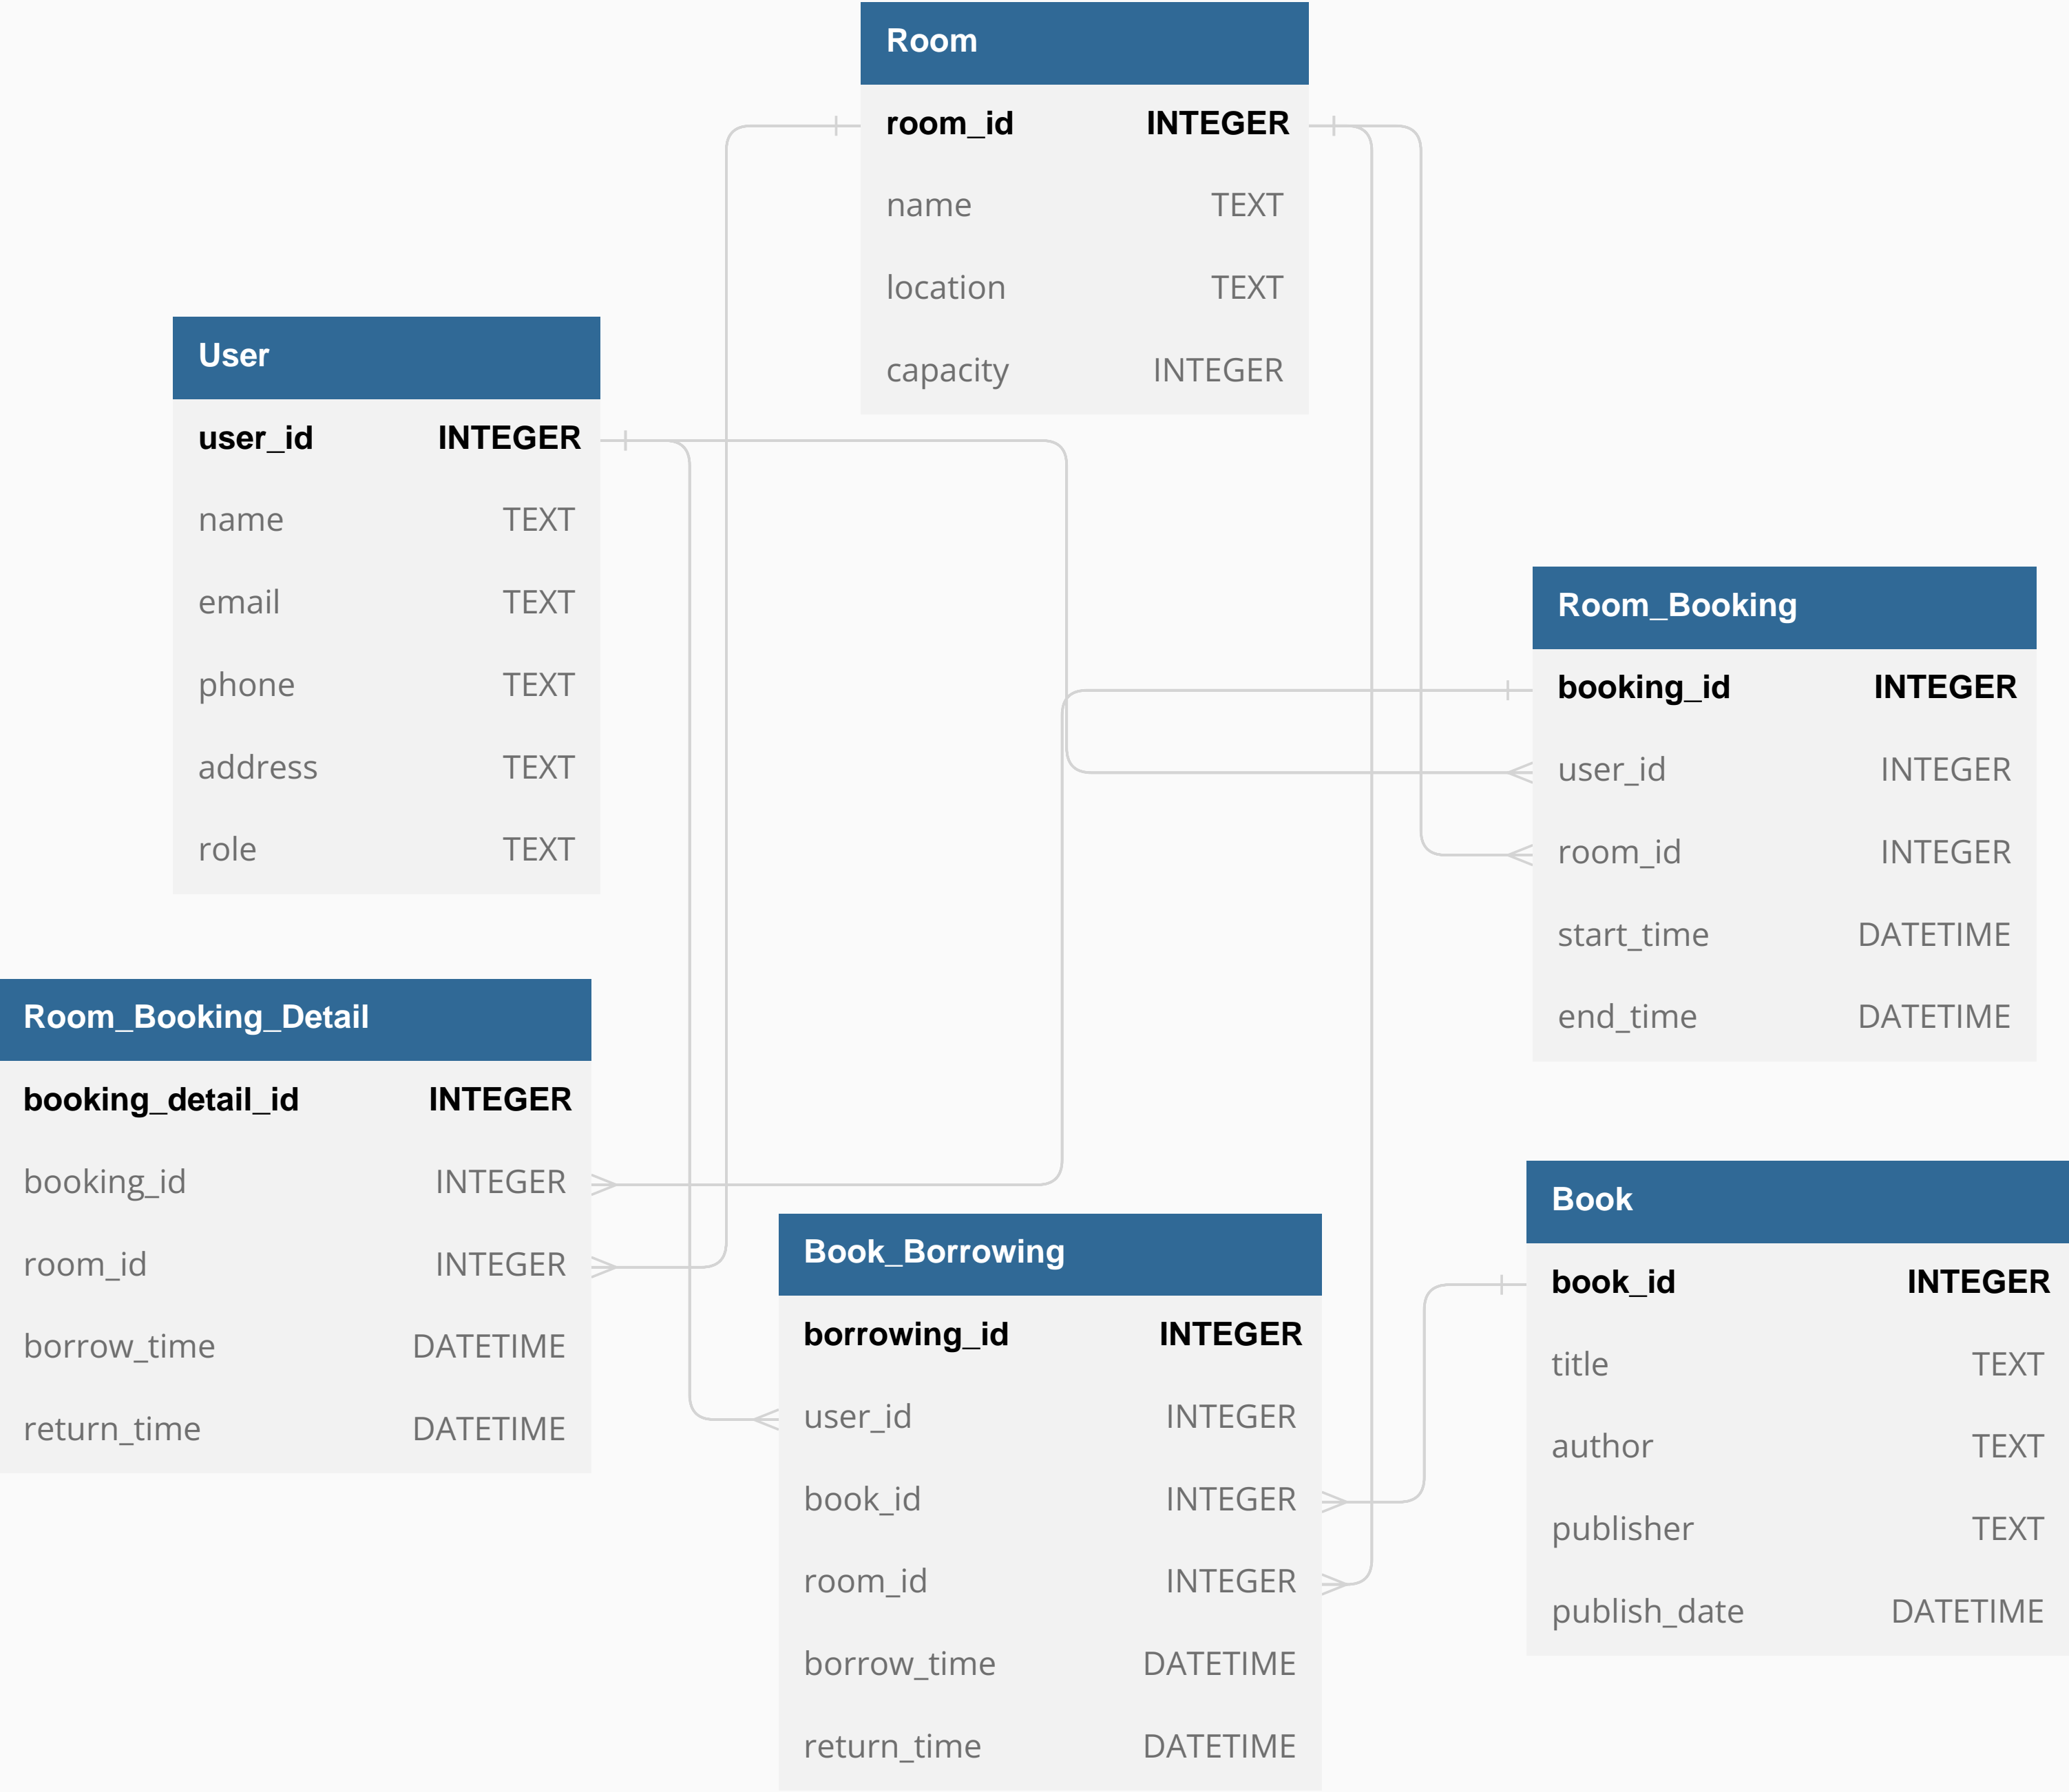 Room
room_id INTEGER
name TEXT
location TEXT
capacity INTEGER
User
user_id INTEGER
name TEXT
email TEXT
phone TEXT
address TEXT
role TEXT
Room_Booking
booking_id INTEGER
user_id INTEGER
room_id INTEGER
start_time DATETIME
end_time DATETIME
Room_Booking_Detail
booking_detail_id INTEGER
booking_id INTEGER
room_id INTEGER
borrow_time DATETIME
return_time DATETIME
Book_Borrowing
borrowing_id INTEGER
user_id INTEGER
book_id INTEGER
room_id INTEGER
borrow_time DATETIME
return_time DATETIME
Book
book_id INTEGER
title TEXT
author TEXT
publisher TEXT
publish_date DATETIME